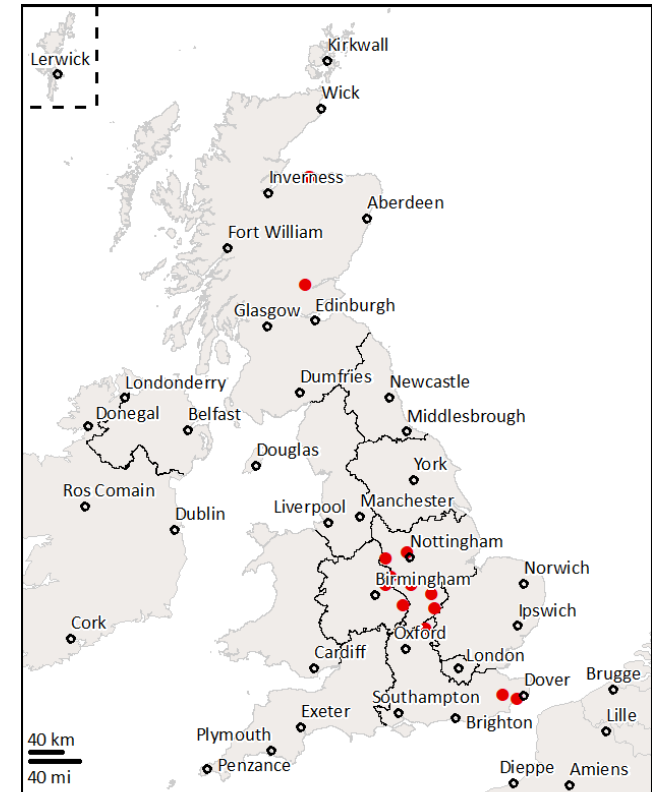 Kirkwall
Lerwick
Wick
Inverness
Aberdeen
Fort William
Glasgow
Edinburgh
Dumfries
Newcastle
Londonderry
Donegal
Belfast
Middlesbrough
Douglas
York
Ros Comain
Liverpool
Manchester
Dublin
Nottingham
Birmingham
Norwich
Cork
Ipswich
Oxford
Cardiff
London
Dover
Brugge
Southampton
Exeter
Brighton
Lille
Plymouth
40 km
Penzance
40 mi
Dieppe
Amiens